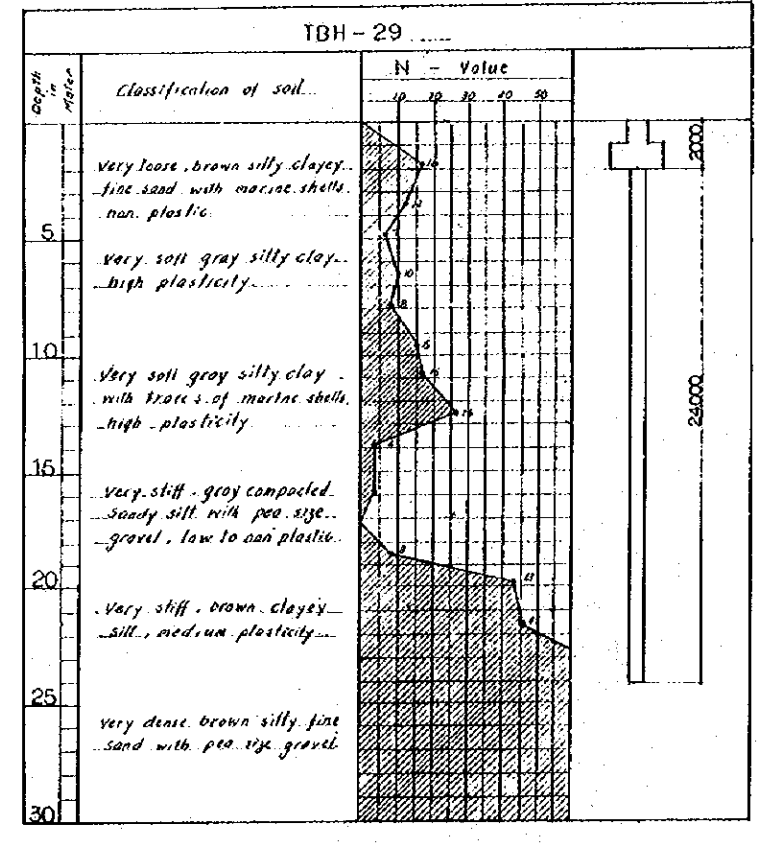 TBH - 29
Depth in Meter
Classification of soil
N - Value
10 20 30 40 50
very loose, brown silty clayey
fine sand with marine shells
non plastic
5
very soft gray silty clay
high plasticity
10
8
10
15
Very soft gray silty clay
with traces of marine shells,
high plasticity
15
very stiff gray compacted
sandy silt with pea size
gravel, low to non plastic
20
very stiff, brown clayey
silt, medium plasticity
25
very dense brown silty fine
sand with pea size gravel
30
2000
24000